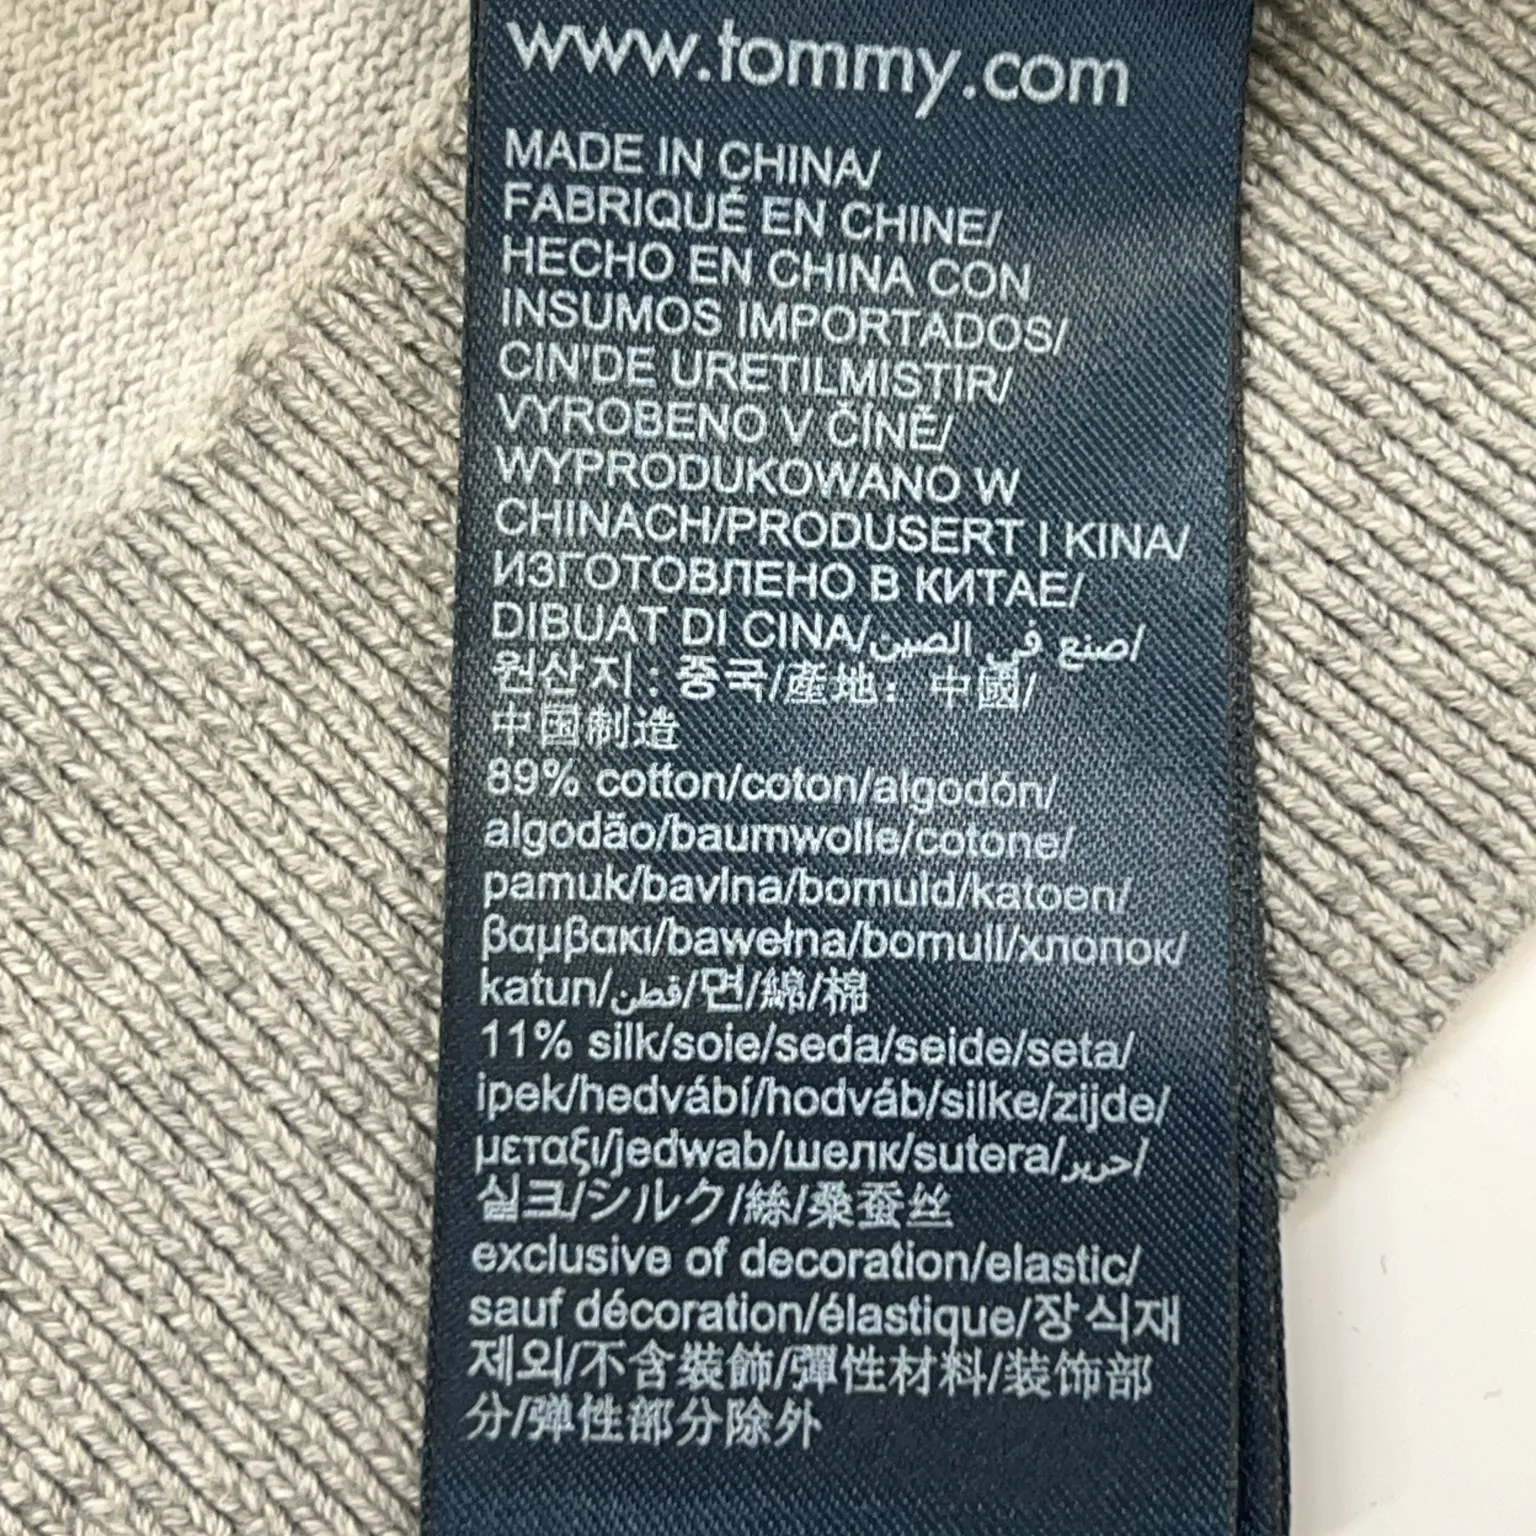 www.tommy.com
MADE IN CHINA/
FABRIQUÉ EN CHINE/
HECHO EN CHINA CON
INSUMOS IMPORTADOS/
CIN'DE URETILMISTIR/
VYROBENO V ČÍNĚ/
WYPRODUKOWANO W
CHINACH/PRODUSERT I KINA/
ИЗГОТОВЛЕНО В КИТАЕ/
DIBUAT DI CINA/صنع في الصين/
원산지 : 중국/產地：中國/
中国制造
89% cotton/coton/algodón/
algodão/baumwolle/cotone/
pamuk/bavlna/bomuld/katoen/
βαμβακι/bawełna/bomull/хлопок/
katun/قطن/면/綿/棉
11% silk/soie/seda/seide/seta/
ipek/hedvábí/hodváb/silke/zijde/
μεταξι/jedwab/шелк/sutera/حرير/
실크/シルク/絲/桑蚕丝
exclusive of decoration/elastic/
sauf décoration/élastique/장식재
제외/不含裝飾/彈性材料/装饰部
分/弹性部分除外